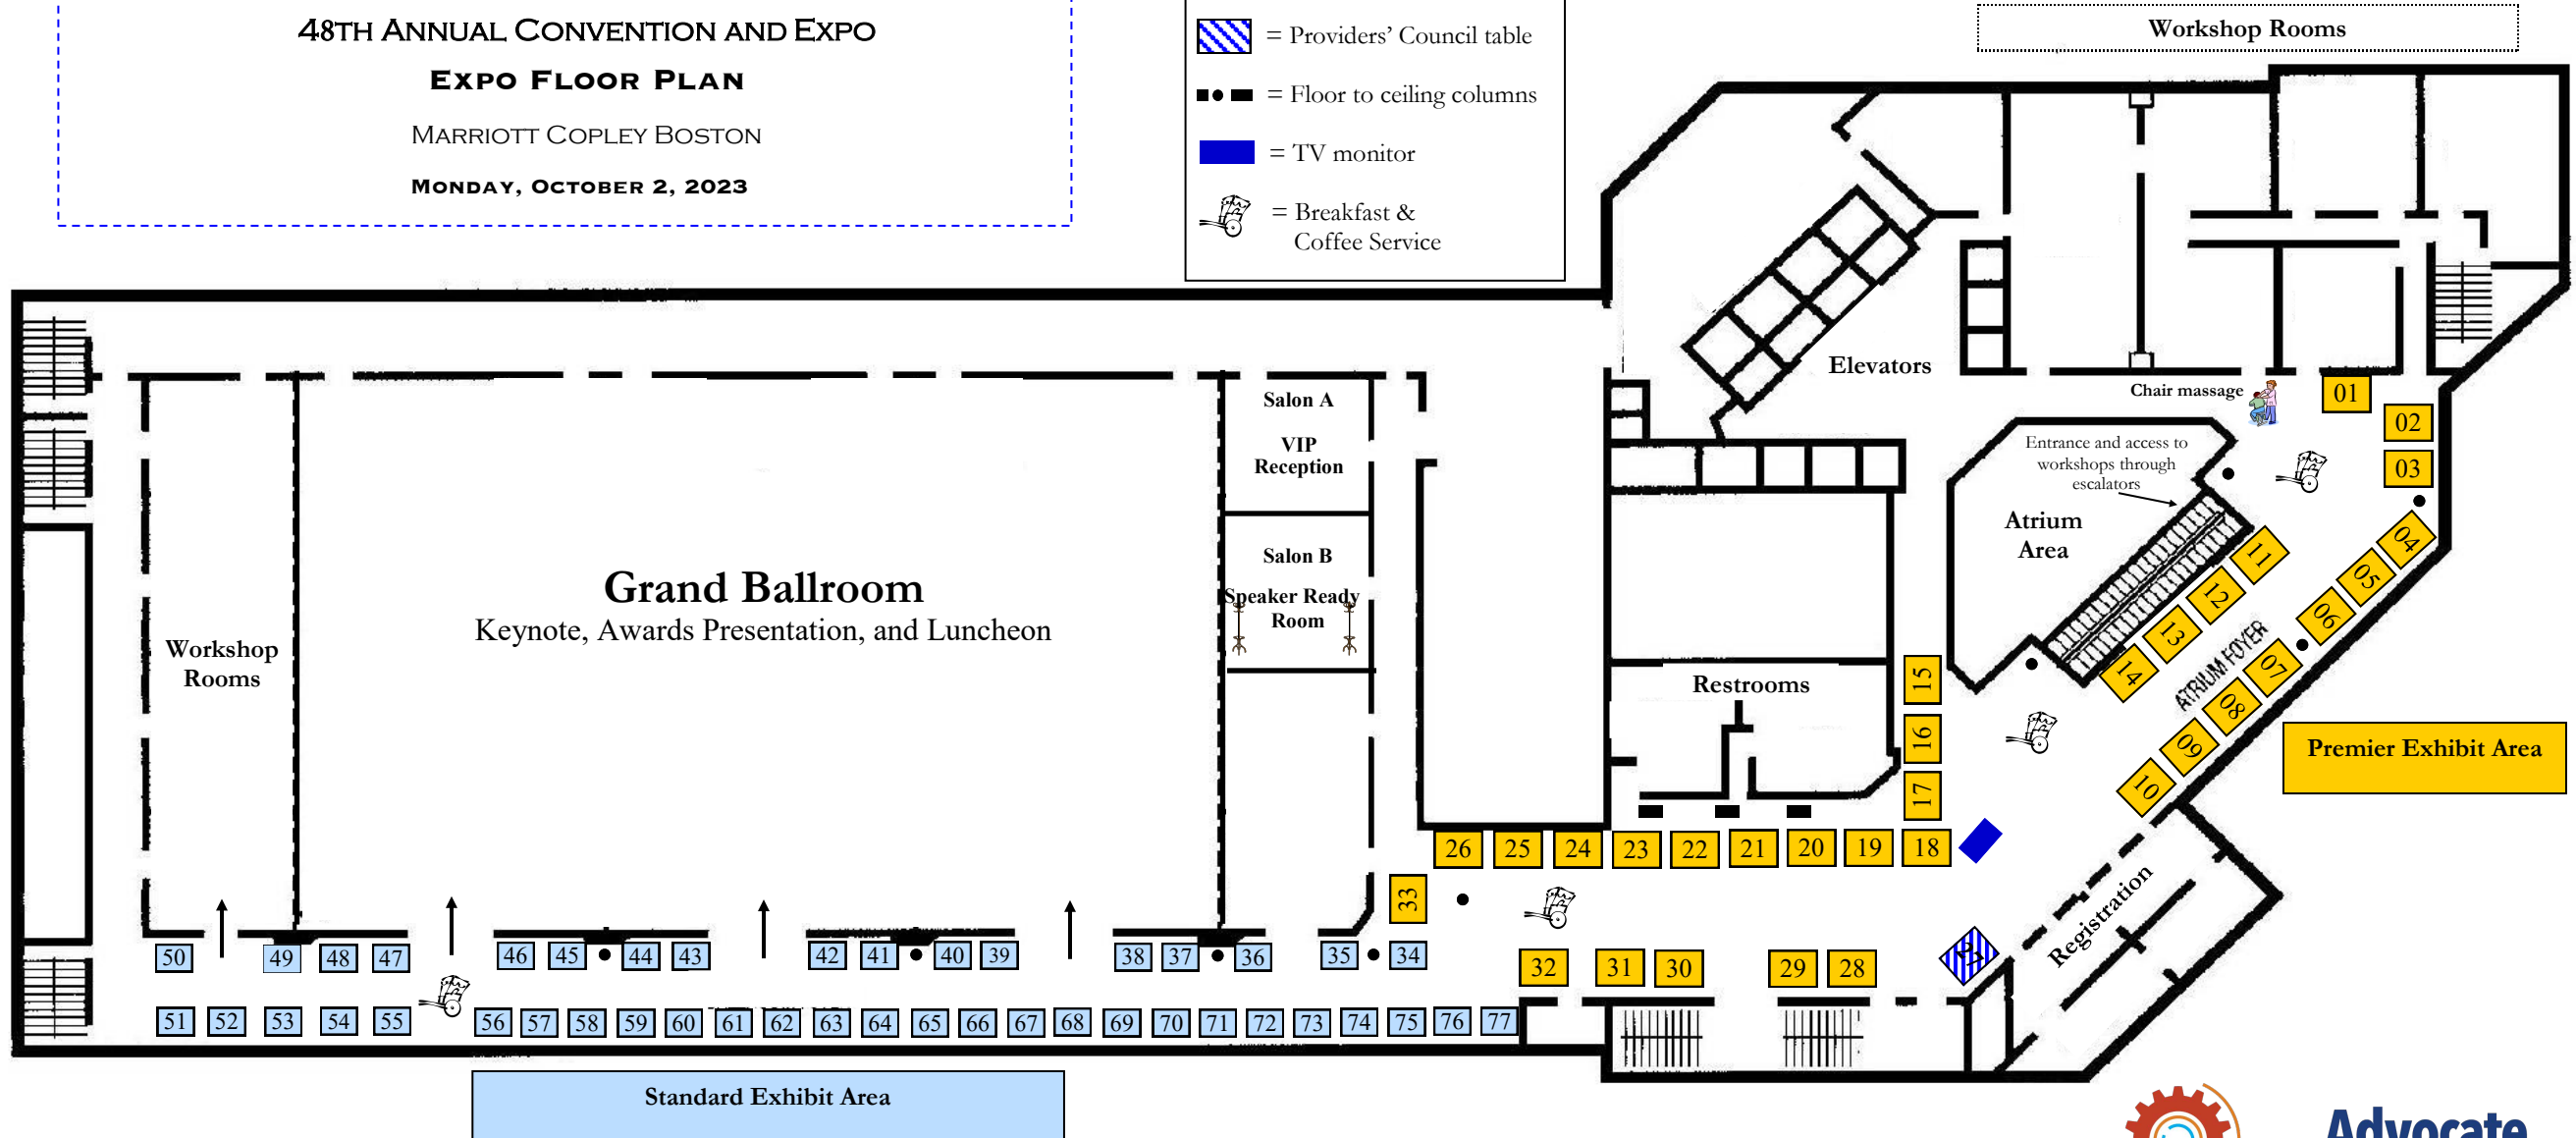 48TH ANNUAL CONVENTION AND EXPO
EXPO FLOOR PLAN
MARRIOTT COPLEY BOSTON
MONDAY, OCTOBER 2, 2023
= Providers' Council table
= Floor to ceiling columns
= TV monitor
= Breakfast &
Coffee Service
Workshop Rooms
Elevators
Chair massage
01
02
03
Entrance and access to
workshops through
escalators
Atrium
Area
04
05
06
07
08
09
10
11
12
13
14
ATRIUM FOYER
Premier Exhibit Area
Salon A
VIP
Reception
Salon B
Speaker Ready
Room
Grand Ballroom
Keynote, Awards Presentation, and Luncheon
Workshop
Rooms
Restrooms
15
16
17
26 25 24 23 22 21 20 19 18
33
Registration
27
32 31 30 29 28
50 49 48 47 46 45 44 43 42 41 40 39 38 37 36 35 34
51 52 53 54 55 56 57 58 59 60 61 62 63 64 65 66 67 68 69 70 71 72 73 74 75 76 77
Standard Exhibit Area
Advocate